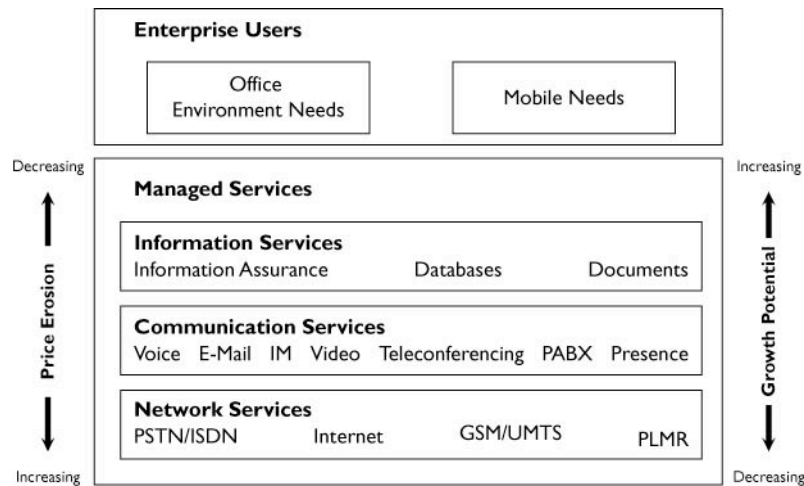 Enterprise Users
Office
Environment Needs
Mobile Needs
Decreasing
Increasing
Managed Services
Price Erosion
Growth Potential
Information Services
Information Assurance Databases Documents
Communication Services
Voice E-Mail IM Video Teleconferencing PABX Presence
Network Services
PSTN/ISDN Internet GSM/UMTS PLMR
Increasing
Decreasing